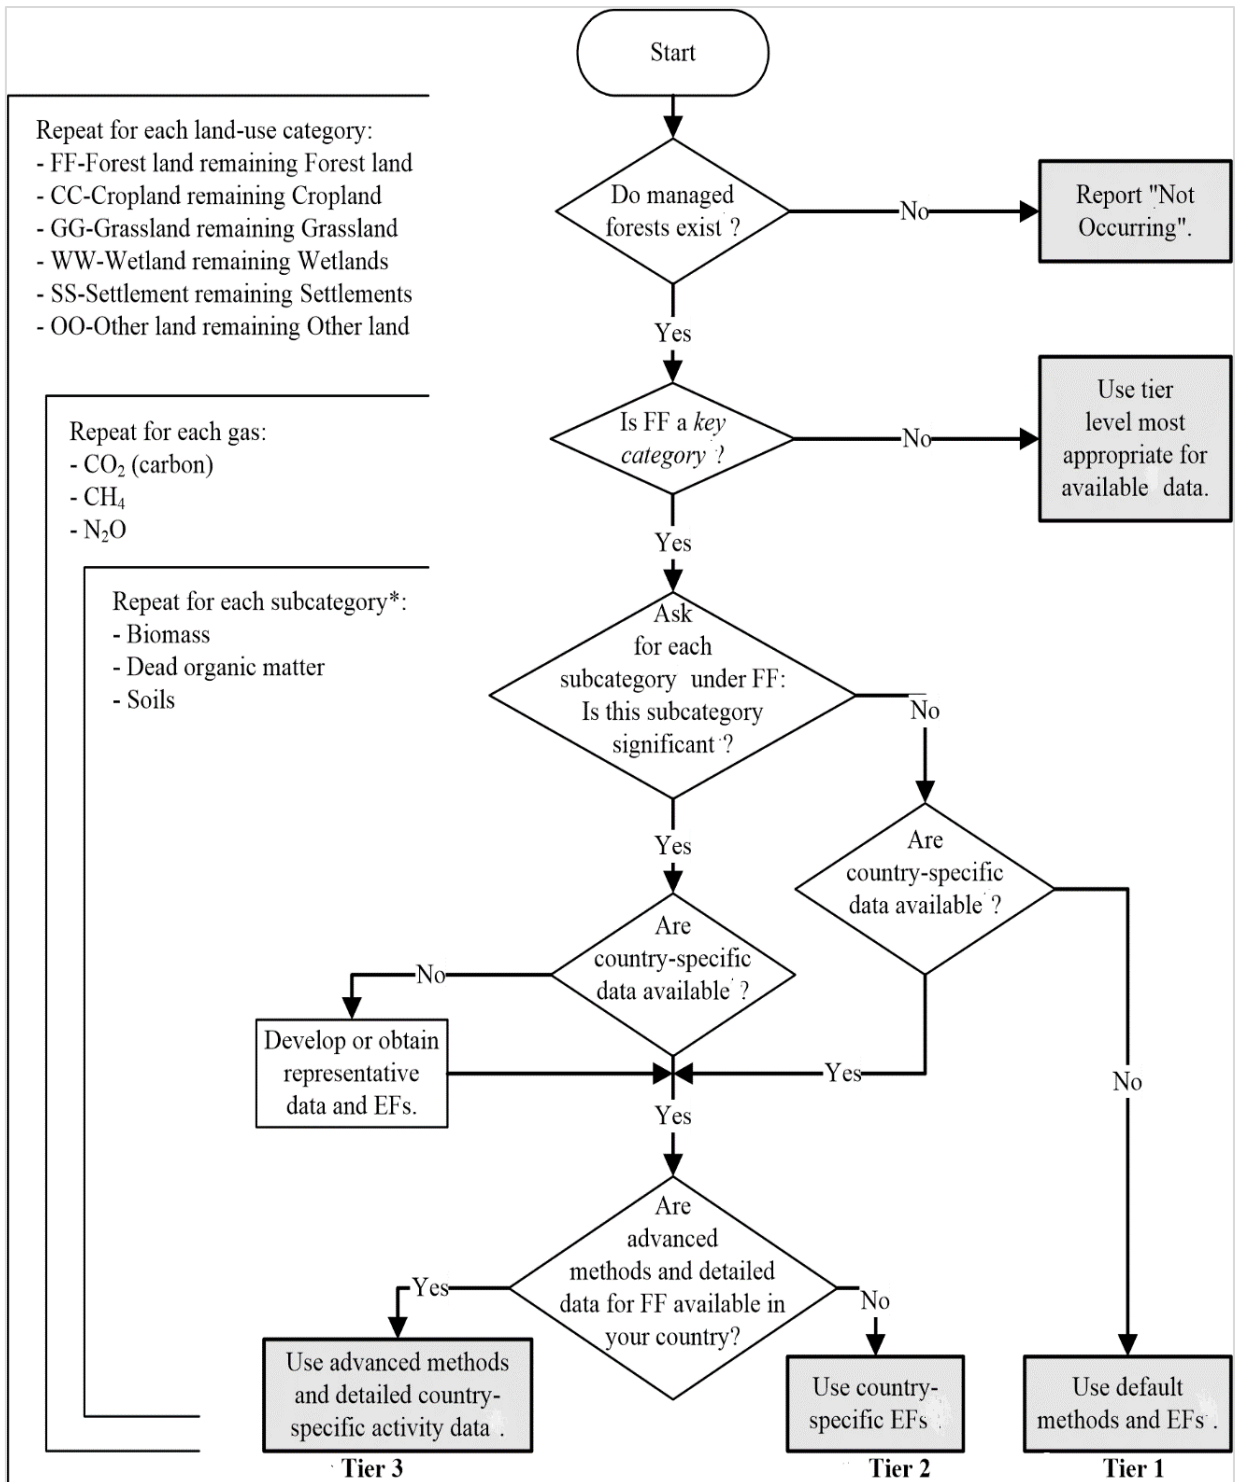 Start
Repeat for each land-use category:
- FF-Forest land remaining Forest land
- CC-Cropland remaining Cropland
- GG-Grassland remaining Grassland
- WW-Wetland remaining Wetlands
- SS-Settlement remaining Settlements
- OO-Other land remaining Other land
Do managed
forests exist ?
No
Report "Not
Occurring".
Yes
Repeat for each gas:
- CO₂ (carbon)
- CH₄
- N₂O
Is FF a key
category ?
No
Use tier
level most
appropriate for
available data.
Yes
Repeat for each subcategory*:
- Biomass
- Dead organic matter
- Soils
Ask
for each
subcategory under FF:
Is this subcategory
significant ?
No
Yes
Are
country-specific
data available ?
Are
country-specific
data available ?
No
Develop or obtain
representative
data and EFs.
Yes
No
Yes
Are
advanced
methods and detailed
data for FF available in
your country?
Yes
No
Use advanced methods
and detailed country-
specific activity data .
Use country-
specific EFs .
Use default
methods and EFs .
Tier 3
Tier 2
Tier 1